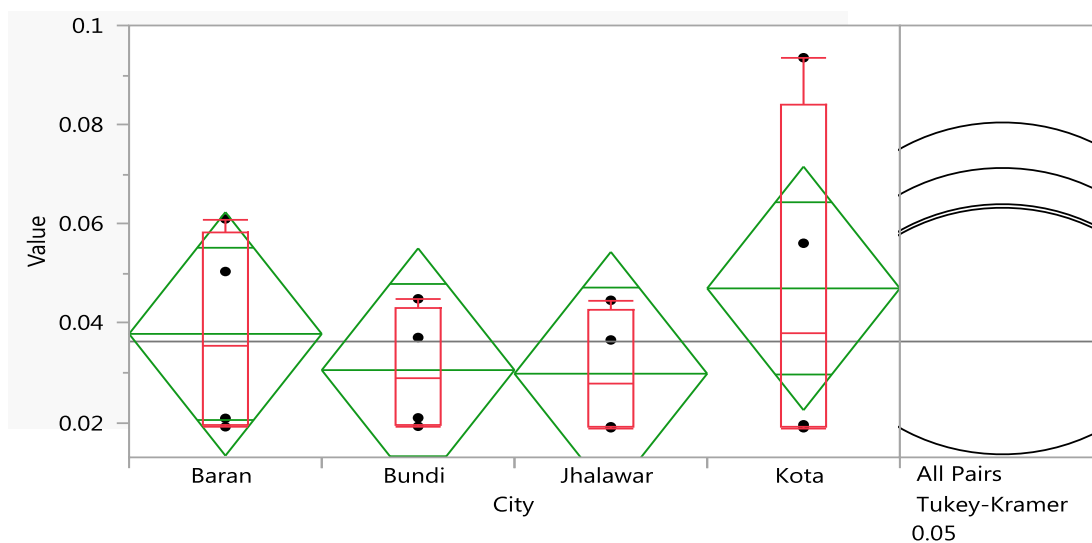 0.1
0.08
0.06
0.04
0.02
Value
Baran
Bundi
Jhalawar
Kota
City
All Pairs
Tukey-Kramer
0.05